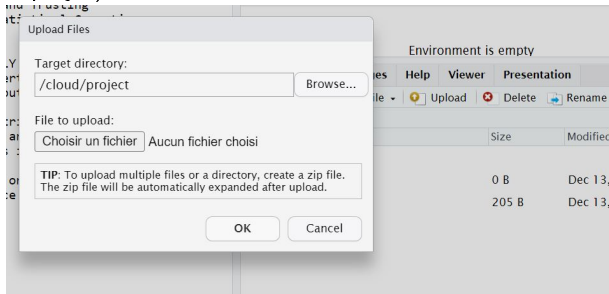 and Trusting
Upload Files
Environment is empty
Target directory:
/cloud/project
Browse...
Help Viewer Presentation
Upload Delete Rename
File to upload:
Choisir un fichier Aucun fichier choisi
Size Modified
TIP: To upload multiple files or a directory, create a zip file.
The zip file will be automatically expanded after upload.
0 B Dec 13,
205 B Dec 13,
OK Cancel